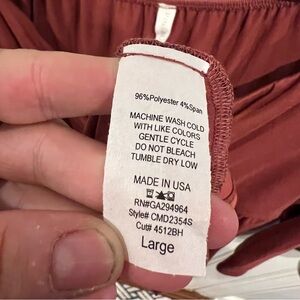 96%Polyester 4%Span
MACHINE WASH COLD
WITH LIKE COLORS
GENTLE CYCLE
DO NOT BLEACH
TUMBLE DRY LOW
MADE IN USA
RN#GA294964
Style# CMD2354S
Cut# 4512BH
Large